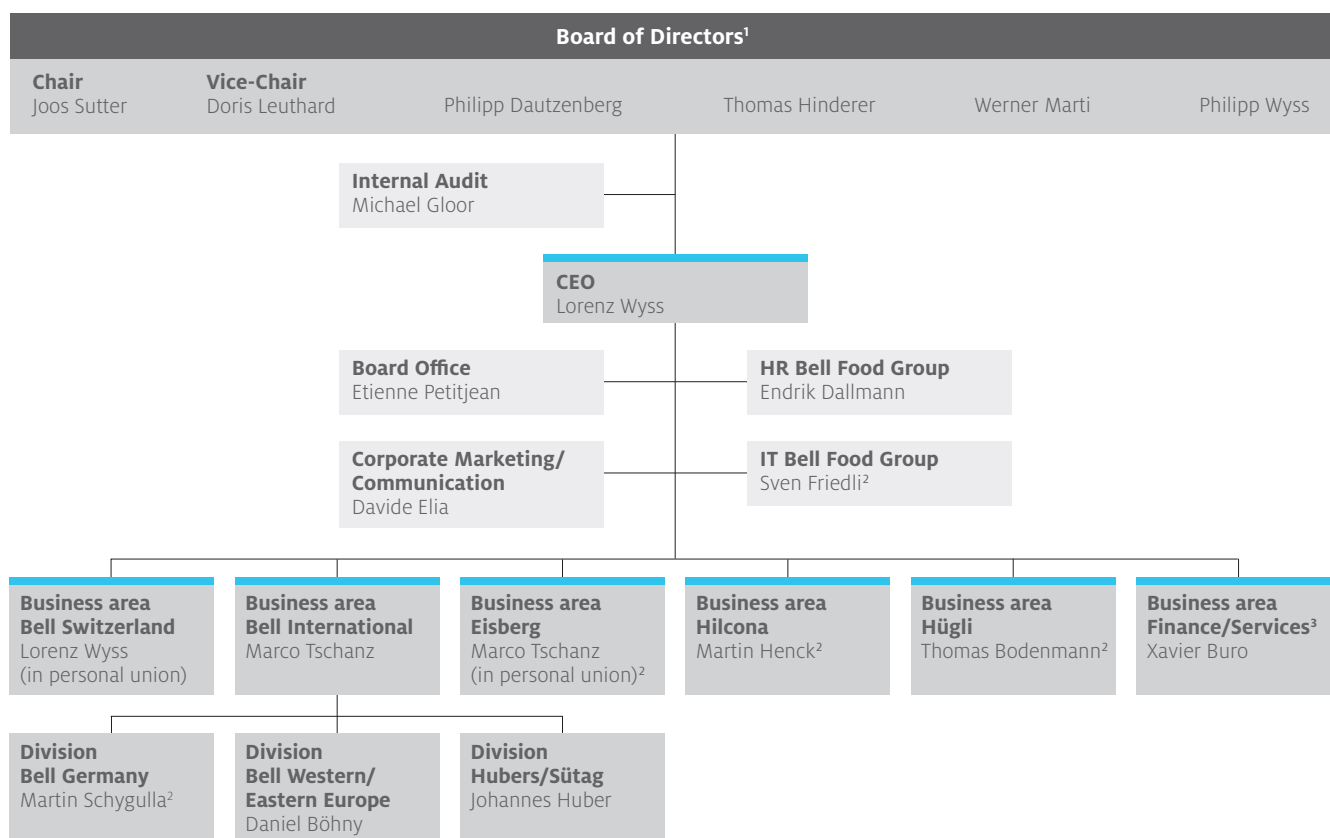 Board of Directors¹
Chair
Joos Sutter
Vice-Chair
Doris Leuthard
Philipp Dautzenberg
Thomas Hinderer
Werner Marti
Philipp Wyss
Internal Audit
Michael Gloor
CEO
Lorenz Wyss
Board Office
Etienne Petitjean
HR Bell Food Group
Endrik Dallmann
Corporate Marketing/
Communication
Davide Elia
IT Bell Food Group
Sven Friedli²
Business area
Bell Switzerland
Lorenz Wyss
(in personal union)
Business area
Bell International
Marco Tschanz
Business area
Eisberg
Marco Tschanz
(in personal union)²
Business area
Hilcona
Martin Henck²
Business area
Hügli
Thomas Bodenmann²
Business area
Finance/Services³
Xavier Buro
Division
Bell Germany
Martin Schygulla²
Division
Bell Western/
Eastern Europe
Daniel Böhny
Division
Hubers/Sütag
Johannes Huber